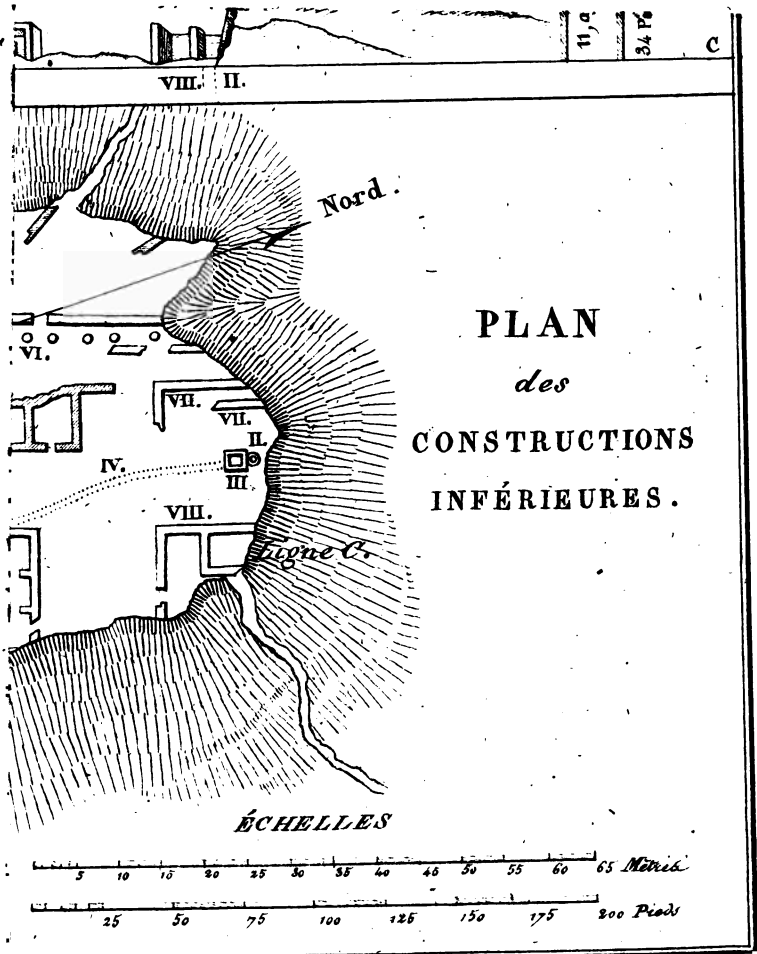 11,a
34 P.
C
VIII. II.
Nord.
PLAN
des
CONSTRUCTIONS
INFÉRIEURES.
VI.
VII.
VII.
II.
IV.
III
VIII.
Ligne C.
ÉCHELLES
5 10 15 20 25 30 35 40 45 50 55 60 65 Mètres
25 50 75 100 125 150 175 200 Pieds